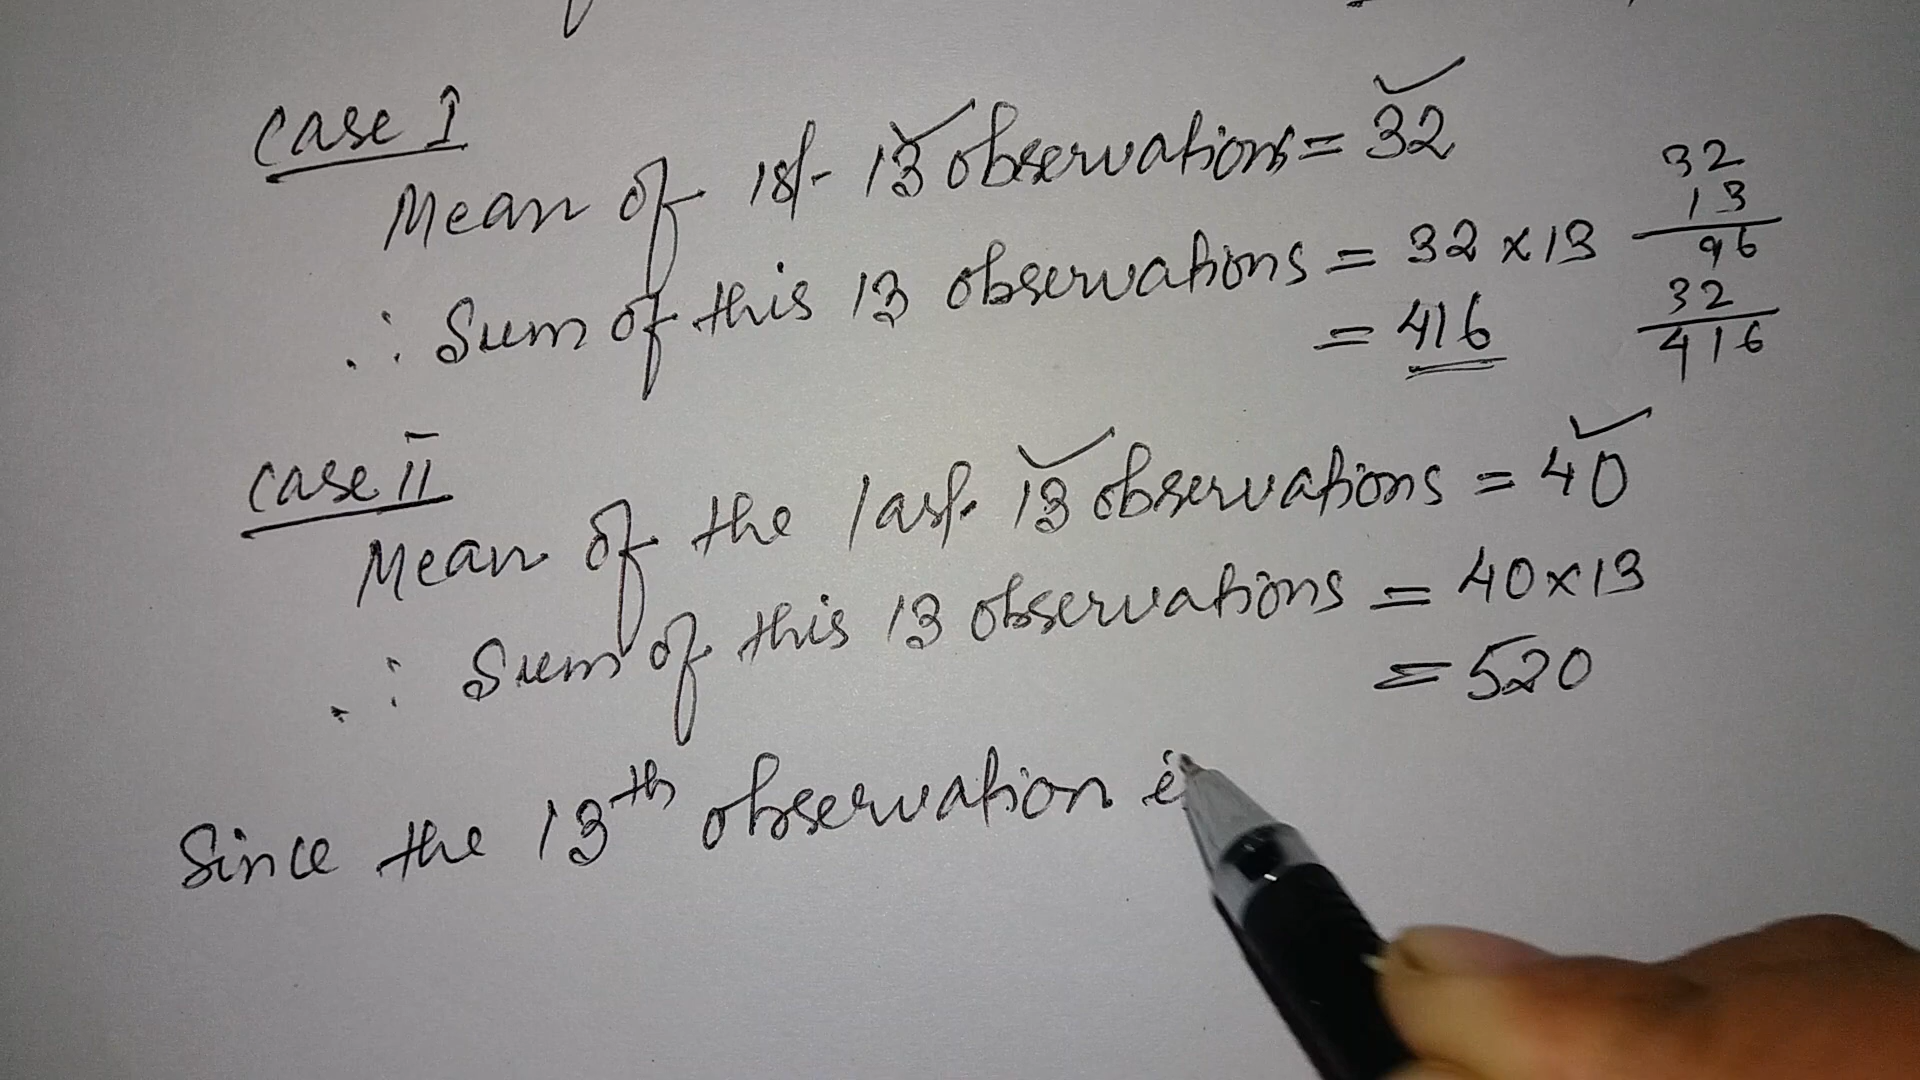 Case I
Mean of 1st 13 observations = 32
∴ Sum of this 13 observations = 32 x 13
= 416
32
13
96
32
416
Case II
Mean of the last 13 observations = 40
∴ Sum of this 13 observations = 40 x 13
= 520
Since the 13th observation i